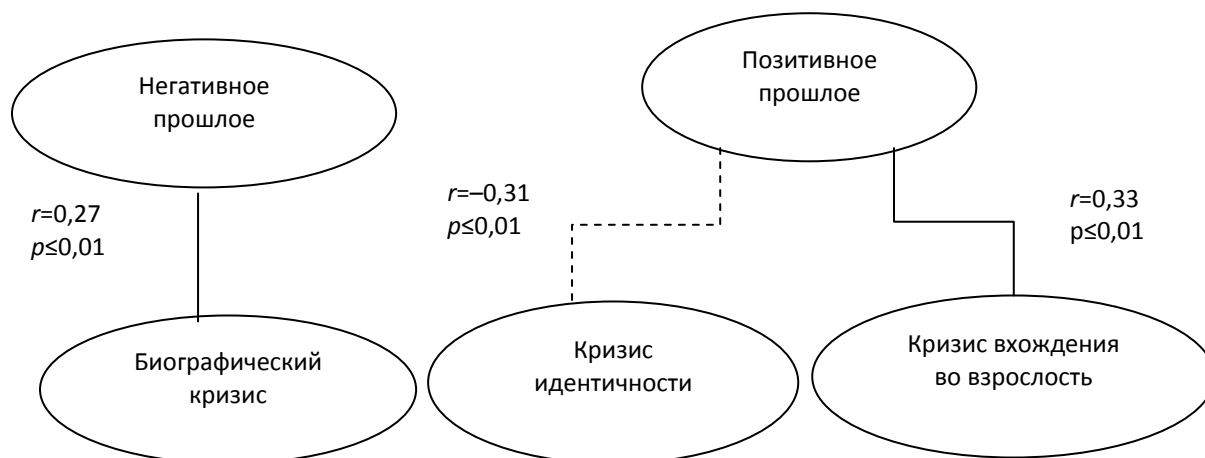 Негативное
прошлое
Позитивное
прошлое
r=0,27
p≤0,01
r=–0,31
p≤0,01
r=0,33
p≤0,01
Биографический
кризис
Кризис
идентичности
Кризис вхождения
во взрослость